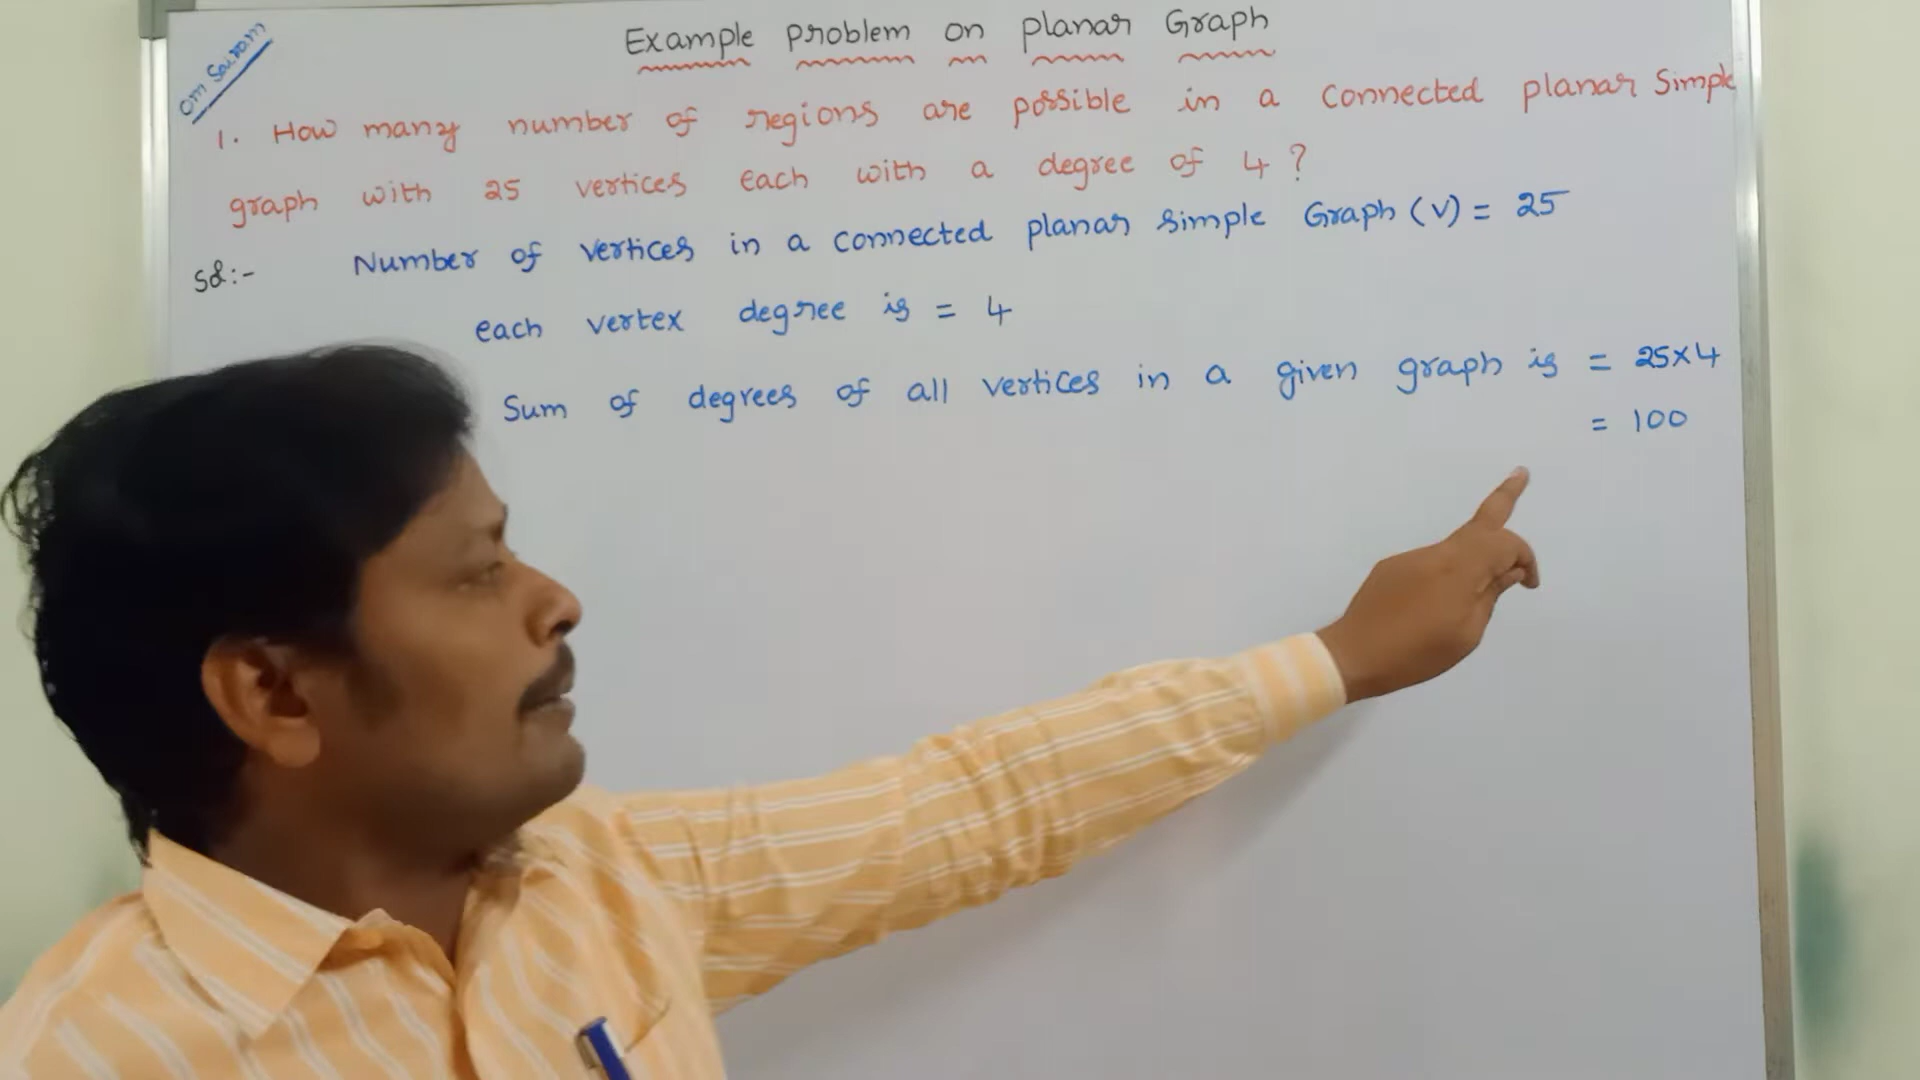 Om Sairam
Example problem on planar Graph
1. How many number of regions are possible in a connected planar Simple
graph with 25 vertices each with a degree of 4?
Sol:- Number of vertices in a connected planar simple Graph (V) = 25
each vertex degree is = 4
Sum of degrees of all vertices in a given graph is = 25×4
= 100